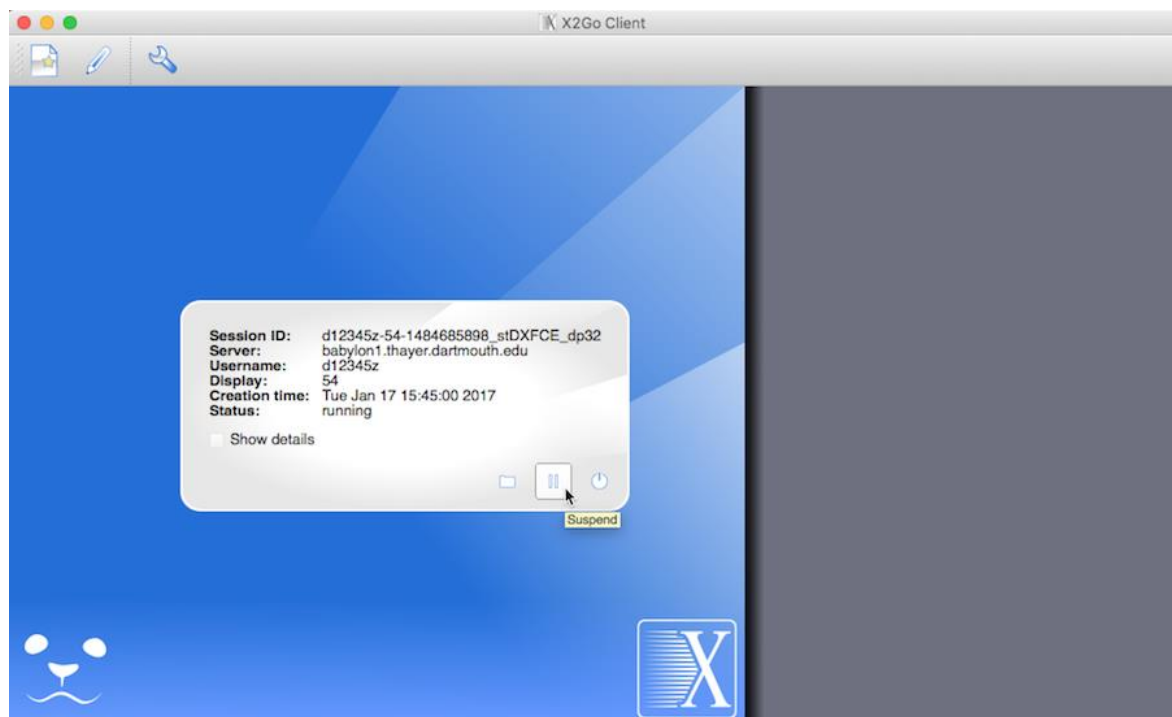 X2Go Client
Session ID: d12345z-54-1484685898_stDXFCE_dp32
Server: babylon1.thayer.dartmouth.edu
Username: d12345z
Display: 54
Creation time: Tue Jan 17 15:45:00 2017
Status: running
Show details
Suspend
X